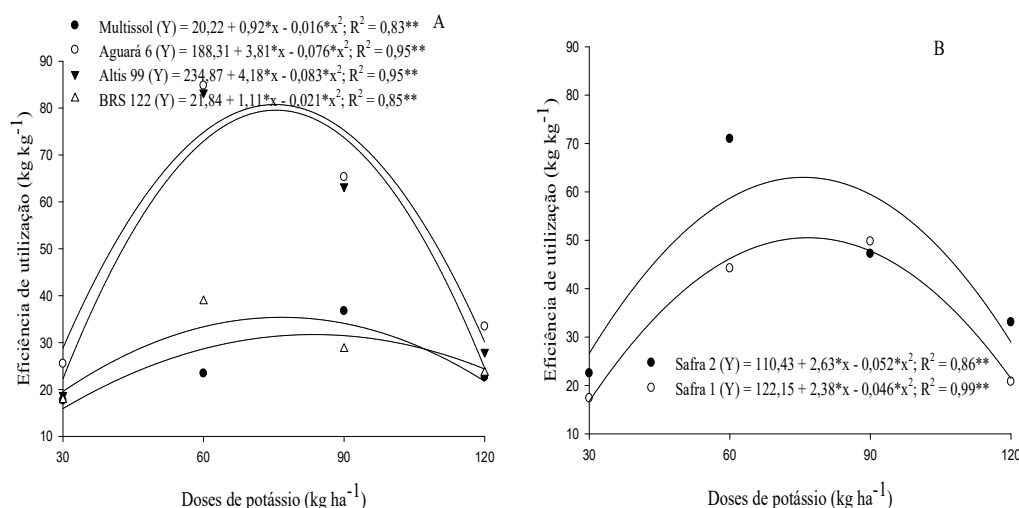 A
Multissol (Y) = 20,22 + 0,92*x - 0,016*x²; R² = 0,83**
Aguará 6 (Y) = 188,31 + 3,81*x - 0,076*x²; R² = 0,95**
Altis 99 (Y) = 234,87 + 4,18*x - 0,083*x²; R² = 0,95**
BRS 122 (Y) = 21,84 + 1,11*x - 0,021*x²; R² = 0,85**
Eficiência de utilização (kg kg⁻¹)
90
80
70
60
50
40
30
20
10
30 60 90 120
Doses de potássio (kg ha⁻¹)
B
Eficiência de utilização (kg kg⁻¹)
90
80
70
60
50
40
30
20
10
Safra 2 (Y) = 110,43 + 2,63*x - 0,052*x²; R² = 0,86**
Safra 1 (Y) = 122,15 + 2,38*x - 0,046*x²; R² = 0,99**
30 60 90 120
Doses de potássio (kg ha⁻¹)